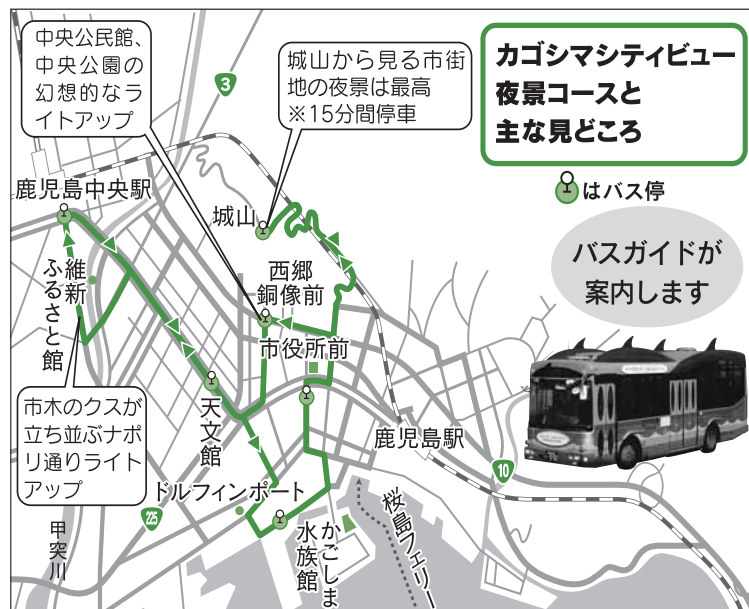 カゴシマシティビュー
夜景コースと
主な見どころ
はバス停
バスガイドが
案内します
中央公民館、
中央公園の
幻想的なラ
イトアップ
城山から見る市街
地の夜景は最高
※15分間停車
3
鹿児島中央駅
城山
維新
ふるさと館
西郷
銅像前
市役所前
市木のクスが
立ち並ぶナポ
リ通りライト
アップ
天文館
鹿児島駅
10
ドルフィンポート
225
甲突川
かごしま
水族館
桜島フェリー